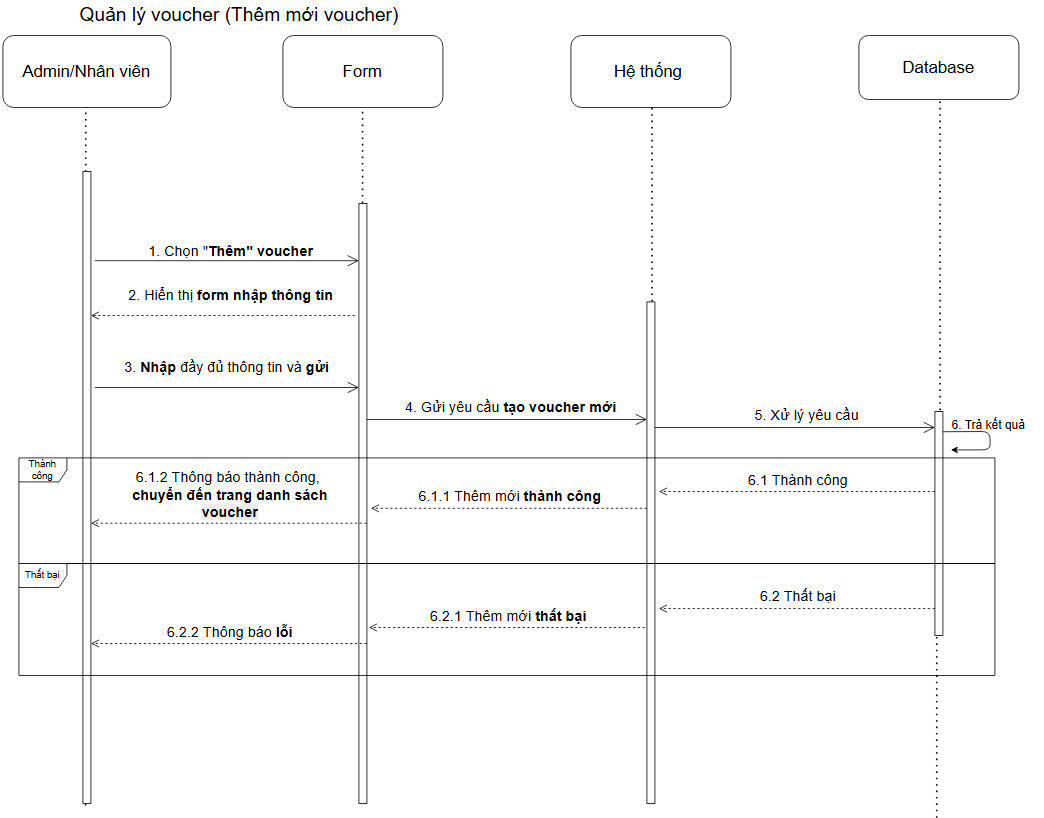 Quản lý voucher (Thêm mới voucher)
Admin/Nhân viên
Form
Hệ thống
Database
1. Chọn "Thêm" voucher
2. Hiển thị form nhập thông tin
3. Nhập đầy đủ thông tin và gửi
4. Gửi yêu cầu tạo voucher mới
5. Xử lý yêu cầu
6. Trả kết quả
Thành
công
6.1 Thành công
6.1.1 Thêm mới thành công
6.1.2 Thông báo thành công,
chuyển đến trang danh sách
voucher
Thất bại
6.2 Thất bại
6.2.1 Thêm mới thất bại
6.2.2 Thông báo lỗi